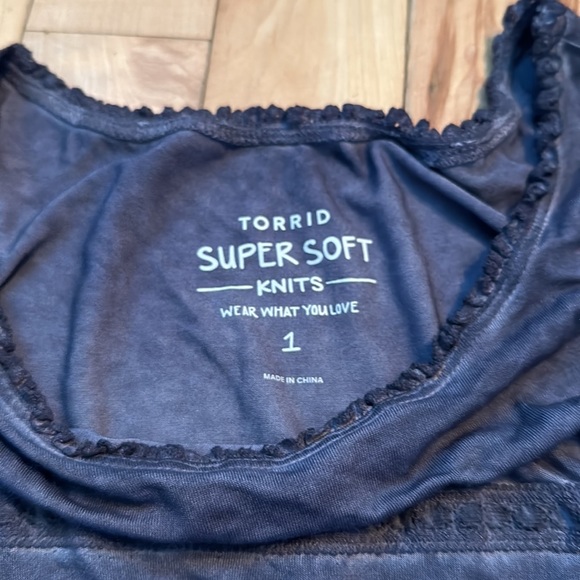 TORRID
SUPER SOFT
KNITS
WEAR WHAT YOU LOVE
1
MADE IN CHINA